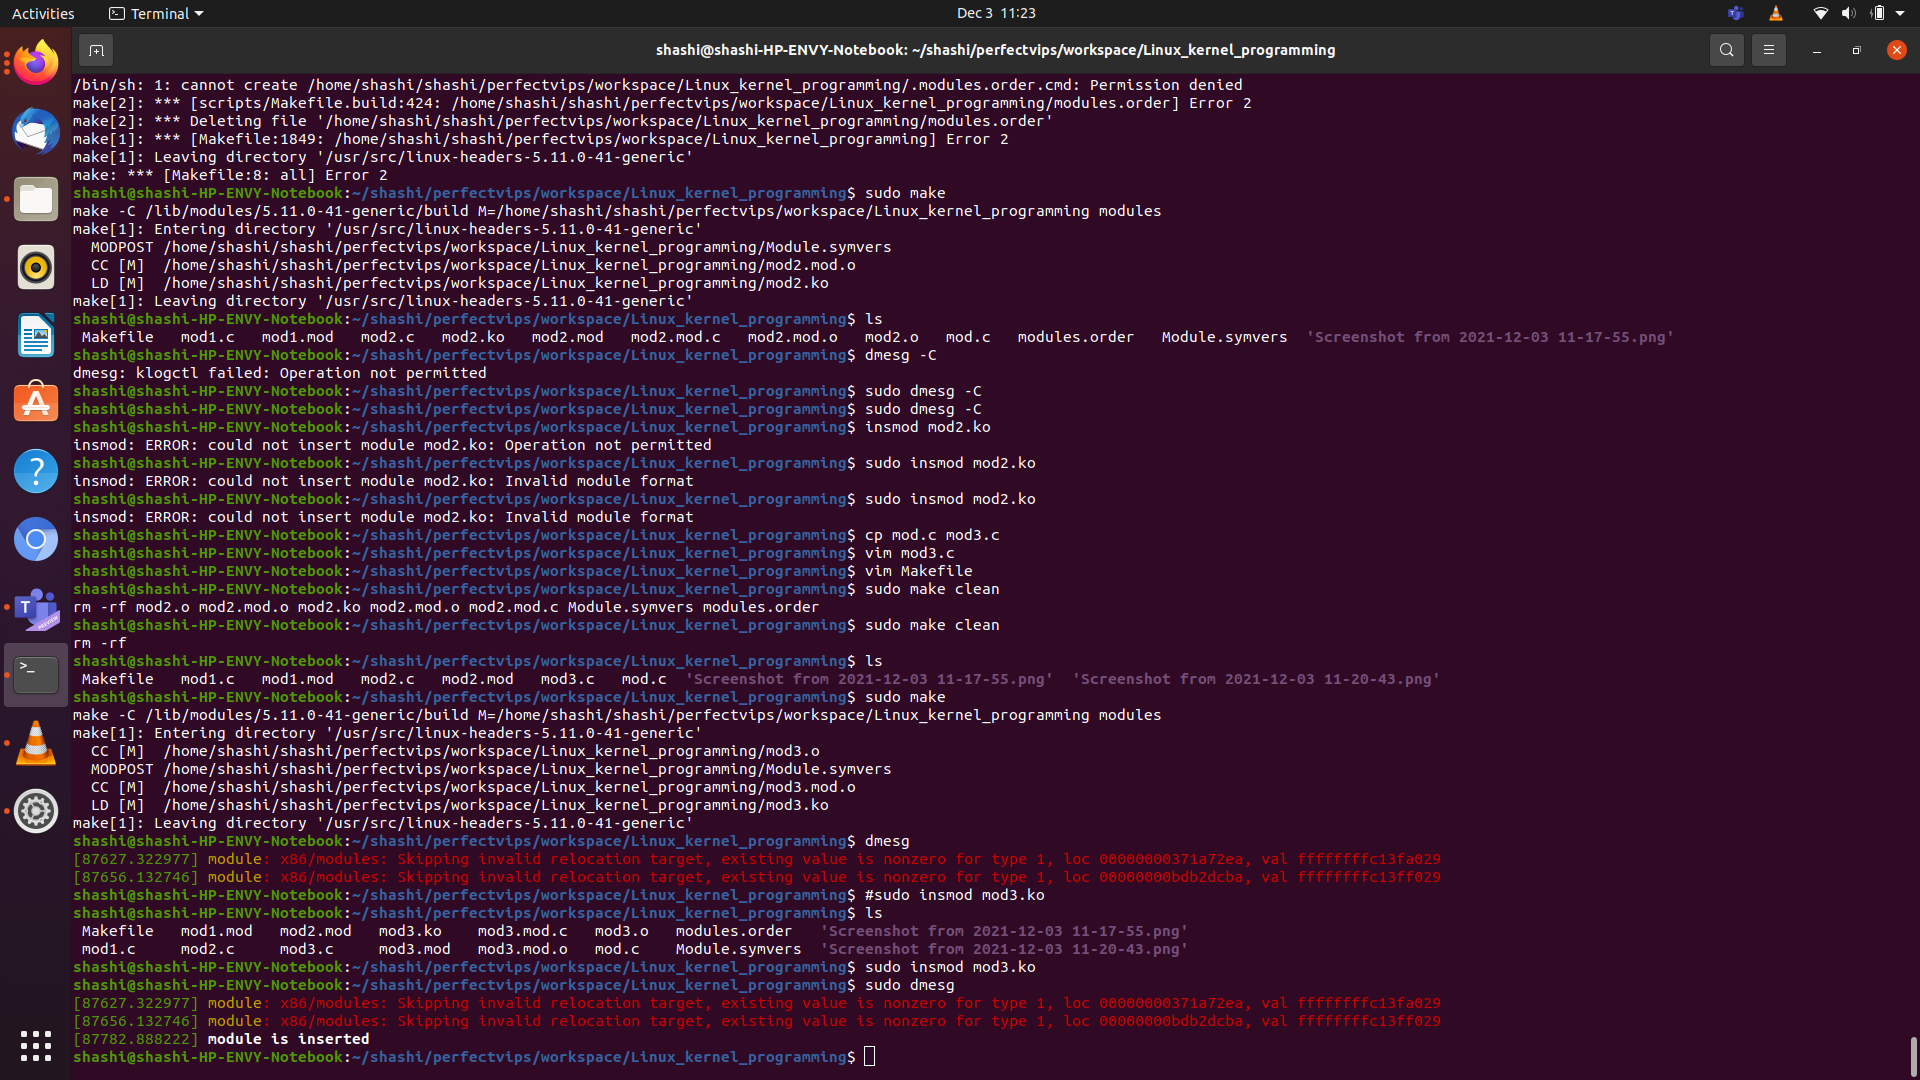 Activities
Terminal
Dec 3 11:23
shashi@shashi-HP-ENVY-Notebook: ~/shashi/perfectvips/workspace/Linux_kernel_programming
/bin/sh: 1: cannot create /home/shashi/shashi/perfectvips/workspace/Linux_kernel_programming/.modules.order.cmd: Permission denied
make[2]: *** [scripts/Makefile.build:424: /home/shashi/shashi/perfectvips/workspace/Linux_kernel_programming/modules.order] Error 2
make[2]: *** Deleting file '/home/shashi/shashi/perfectvips/workspace/Linux_kernel_programming/modules.order'
make[1]: *** [Makefile:1849: /home/shashi/shashi/perfectvips/workspace/Linux_kernel_programming] Error 2
make[1]: Leaving directory '/usr/src/linux-headers-5.11.0-41-generic'
make: *** [Makefile:8: all] Error 2
shashi@shashi-HP-ENVY-Notebook:~/shashi/perfectvips/workspace/Linux_kernel_programming$ sudo make
make -C /lib/modules/5.11.0-41-generic/build M=/home/shashi/shashi/perfectvips/workspace/Linux_kernel_programming modules
make[1]: Entering directory '/usr/src/linux-headers-5.11.0-41-generic'
MODPOST /home/shashi/shashi/perfectvips/workspace/Linux_kernel_programming/Module.symvers
CC [M] /home/shashi/shashi/perfectvips/workspace/Linux_kernel_programming/mod2.mod.o
LD [M] /home/shashi/shashi/perfectvips/workspace/Linux_kernel_programming/mod2.ko
make[1]: Leaving directory '/usr/src/linux-headers-5.11.0-41-generic'
shashi@shashi-HP-ENVY-Notebook:~/shashi/perfectvips/workspace/Linux_kernel_programming$ ls
Makefile mod1.c mod1.mod mod2.c mod2.ko mod2.mod mod2.mod.c mod2.mod.o mod2.o mod.c modules.order Module.symvers 'Screenshot from 2021-12-03 11-17-55.png'
shashi@shashi-HP-ENVY-Notebook:~/shashi/perfectvips/workspace/Linux_kernel_programming$ dmesg -C
dmesg: klogctl failed: Operation not permitted
shashi@shashi-HP-ENVY-Notebook:~/shashi/perfectvips/workspace/Linux_kernel_programming$ sudo dmesg -C
shashi@shashi-HP-ENVY-Notebook:~/shashi/perfectvips/workspace/Linux_kernel_programming$ sudo dmesg -C
shashi@shashi-HP-ENVY-Notebook:~/shashi/perfectvips/workspace/Linux_kernel_programming$ insmod mod2.ko
insmod: ERROR: could not insert module mod2.ko: Operation not permitted
shashi@shashi-HP-ENVY-Notebook:~/shashi/perfectvips/workspace/Linux_kernel_programming$ sudo insmod mod2.ko
insmod: ERROR: could not insert module mod2.ko: Invalid module format
shashi@shashi-HP-ENVY-Notebook:~/shashi/perfectvips/workspace/Linux_kernel_programming$ sudo insmod mod2.ko
insmod: ERROR: could not insert module mod2.ko: Invalid module format
shashi@shashi-HP-ENVY-Notebook:~/shashi/perfectvips/workspace/Linux_kernel_programming$ cp mod.c mod3.c
shashi@shashi-HP-ENVY-Notebook:~/shashi/perfectvips/workspace/Linux_kernel_programming$ vim mod3.c
shashi@shashi-HP-ENVY-Notebook:~/shashi/perfectvips/workspace/Linux_kernel_programming$ vim Makefile
shashi@shashi-HP-ENVY-Notebook:~/shashi/perfectvips/workspace/Linux_kernel_programming$ sudo make clean
rm -rf mod2.o mod2.mod.o mod2.ko mod2.mod.o mod2.mod.c Module.symvers modules.order
shashi@shashi-HP-ENVY-Notebook:~/shashi/perfectvips/workspace/Linux_kernel_programming$ sudo make clean
rm -rf
shashi@shashi-HP-ENVY-Notebook:~/shashi/perfectvips/workspace/Linux_kernel_programming$ ls
Makefile mod1.c mod1.mod mod2.c mod2.mod mod3.c mod.c 'Screenshot from 2021-12-03 11-17-55.png' 'Screenshot from 2021-12-03 11-20-43.png'
shashi@shashi-HP-ENVY-Notebook:~/shashi/perfectvips/workspace/Linux_kernel_programming$ sudo make
make -C /lib/modules/5.11.0-41-generic/build M=/home/shashi/shashi/perfectvips/workspace/Linux_kernel_programming modules
make[1]: Entering directory '/usr/src/linux-headers-5.11.0-41-generic'
CC [M] /home/shashi/shashi/perfectvips/workspace/Linux_kernel_programming/mod3.o
MODPOST /home/shashi/shashi/perfectvips/workspace/Linux_kernel_programming/Module.symvers
CC [M] /home/shashi/shashi/perfectvips/workspace/Linux_kernel_programming/mod3.mod.o
LD [M] /home/shashi/shashi/perfectvips/workspace/Linux_kernel_programming/mod3.ko
make[1]: Leaving directory '/usr/src/linux-headers-5.11.0-41-generic'
shashi@shashi-HP-ENVY-Notebook:~/shashi/perfectvips/workspace/Linux_kernel_programming$ dmesg
[87627.322977] module: x86/modules: Skipping invalid relocation target, existing value is nonzero for type 1, loc 00000000371a72ea, val ffffffffc13fa029
[87656.132746] module: x86/modules: Skipping invalid relocation target, existing value is nonzero for type 1, loc 00000000bdb2dcba, val ffffffffc13ff029
shashi@shashi-HP-ENVY-Notebook:~/shashi/perfectvips/workspace/Linux_kernel_programming$ #sudo insmod mod3.ko
shashi@shashi-HP-ENVY-Notebook:~/shashi/perfectvips/workspace/Linux_kernel_programming$ ls
Makefile mod1.mod mod2.mod mod3.ko mod3.mod.c mod3.o modules.order 'Screenshot from 2021-12-03 11-17-55.png'
mod1.c mod2.c mod3.c mod3.mod mod3.mod.o mod.c Module.symvers 'Screenshot from 2021-12-03 11-20-43.png'
shashi@shashi-HP-ENVY-Notebook:~/shashi/perfectvips/workspace/Linux_kernel_programming$ sudo insmod mod3.ko
shashi@shashi-HP-ENVY-Notebook:~/shashi/perfectvips/workspace/Linux_kernel_programming$ sudo dmesg
[87627.322977] module: x86/modules: Skipping invalid relocation target, existing value is nonzero for type 1, loc 00000000371a72ea, val ffffffffc13fa029
[87656.132746] module: x86/modules: Skipping invalid relocation target, existing value is nonzero for type 1, loc 00000000bdb2dcba, val ffffffffc13ff029
[87782.888222] module is inserted
shashi@shashi-HP-ENVY-Notebook:~/shashi/perfectvips/workspace/Linux_kernel_programming$